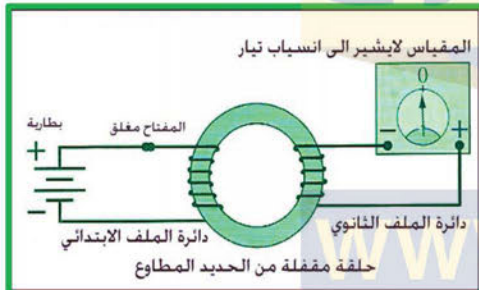 المقياس لايشير الى انسياب تيار
0
بطارية
المفتاح مغلق
+
- +
-
دائرة الملف الثانوي
دائرة الملف الابتدائي
حلقة مقفلة من الحديد المطاوع
WWW